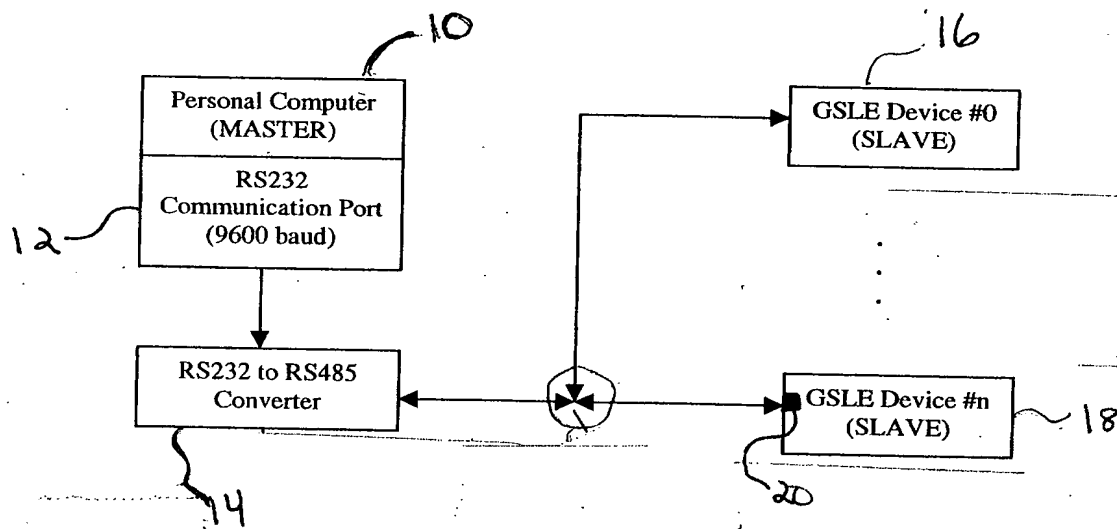 10
Personal Computer
(MASTER)
RS232
Communication Port
(9600 baud)
12
RS232 to RS485
Converter
14
16
GSLE Device #0
(SLAVE)
GSLE Device #n
(SLAVE)
18
20